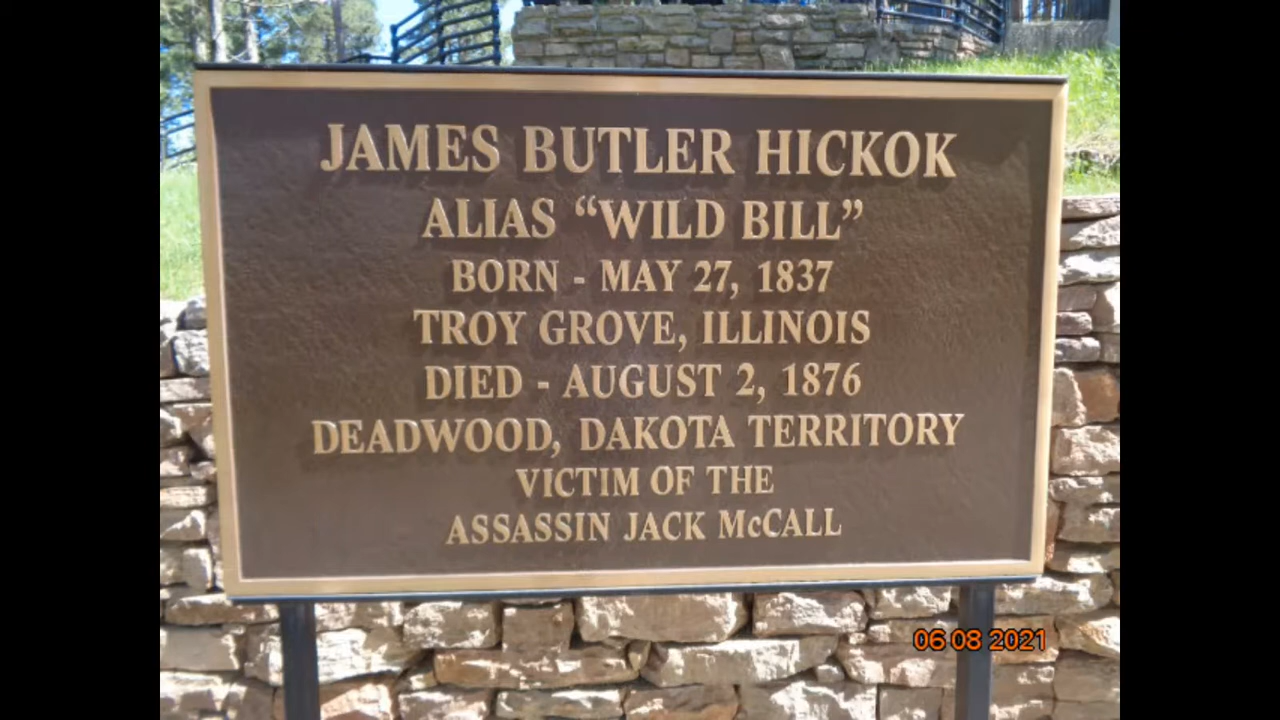 JAMES BUTLER HICKOK
ALIAS “WILD BILL”
BORN - MAY 27, 1837
TROY GROVE, ILLINOIS
DIED - AUGUST 2, 1876
DEADWOOD, DAKOTA TERRITORY
VICTIM OF THE
ASSASSIN JACK McCALL
06 08 2021